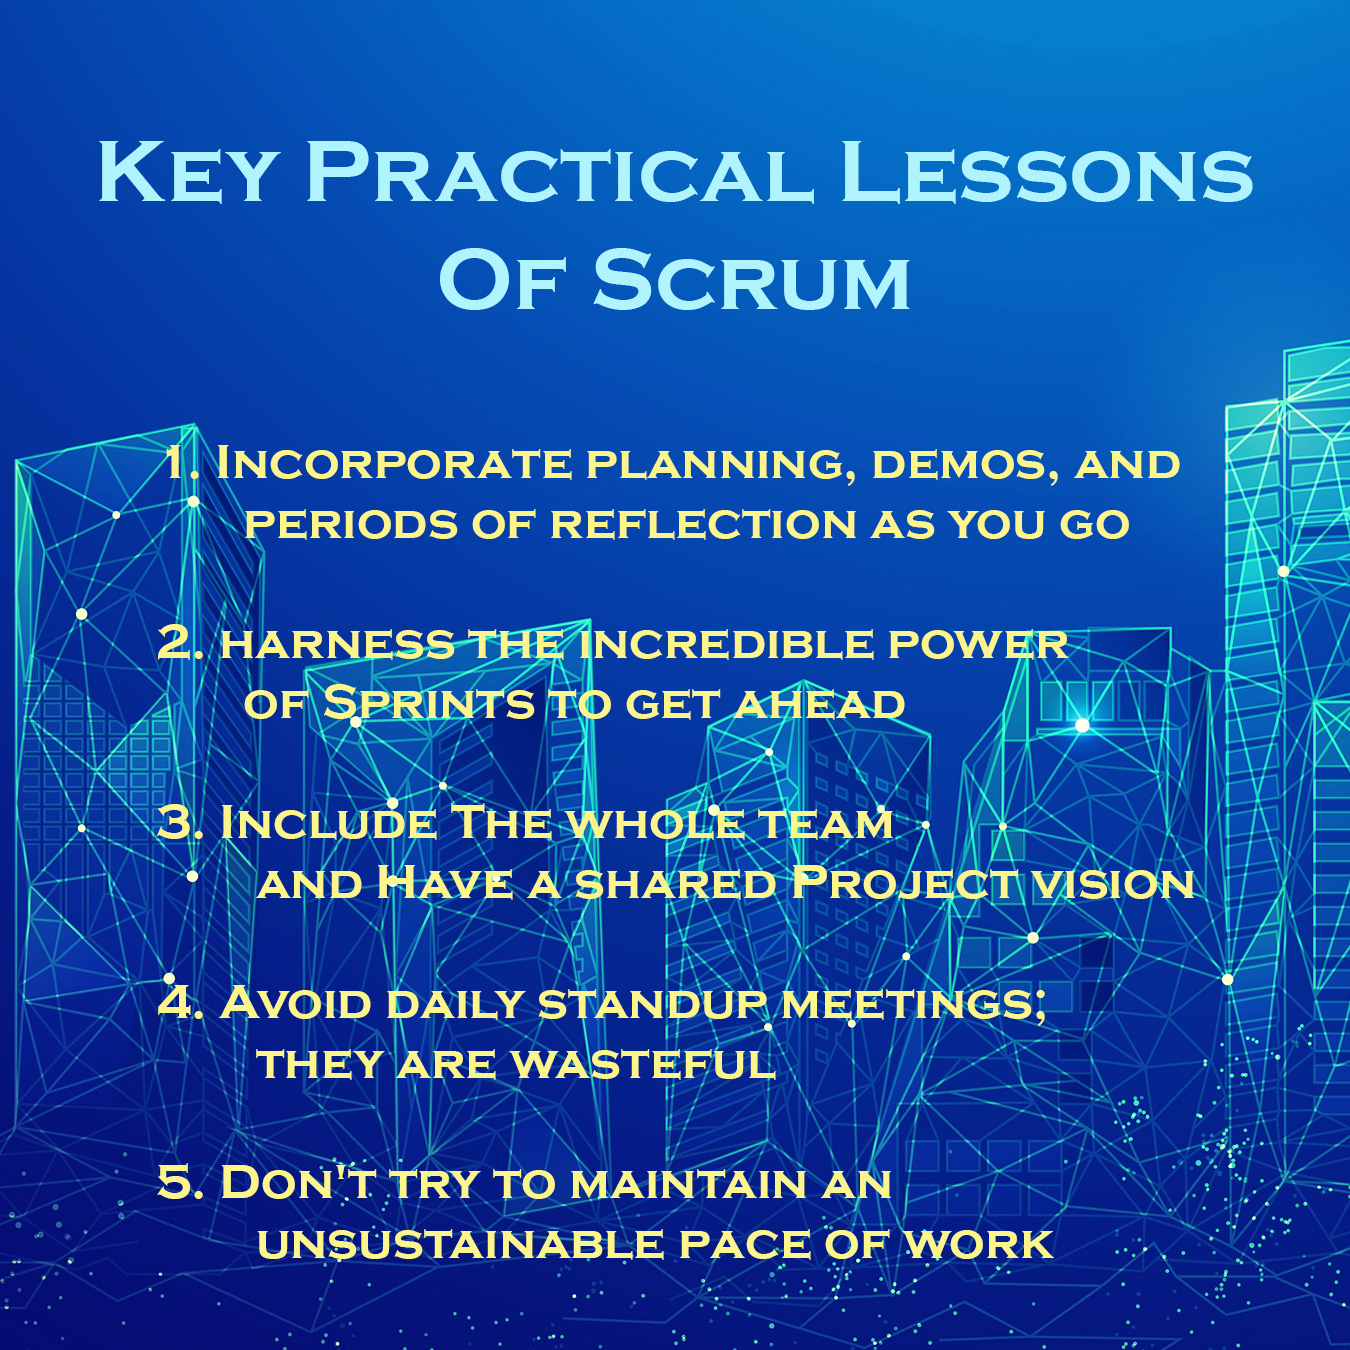 Key Practical Lessons
Of Scrum
1. Incorporate planning, demos, and
periods of reflection as you go
2. harness the incredible power
of Sprints to get ahead
3. Include The whole team
and Have a shared Project vision
4. Avoid daily standup meetings;
they are wasteful
5. Don't try to maintain an
unsustainable pace of work